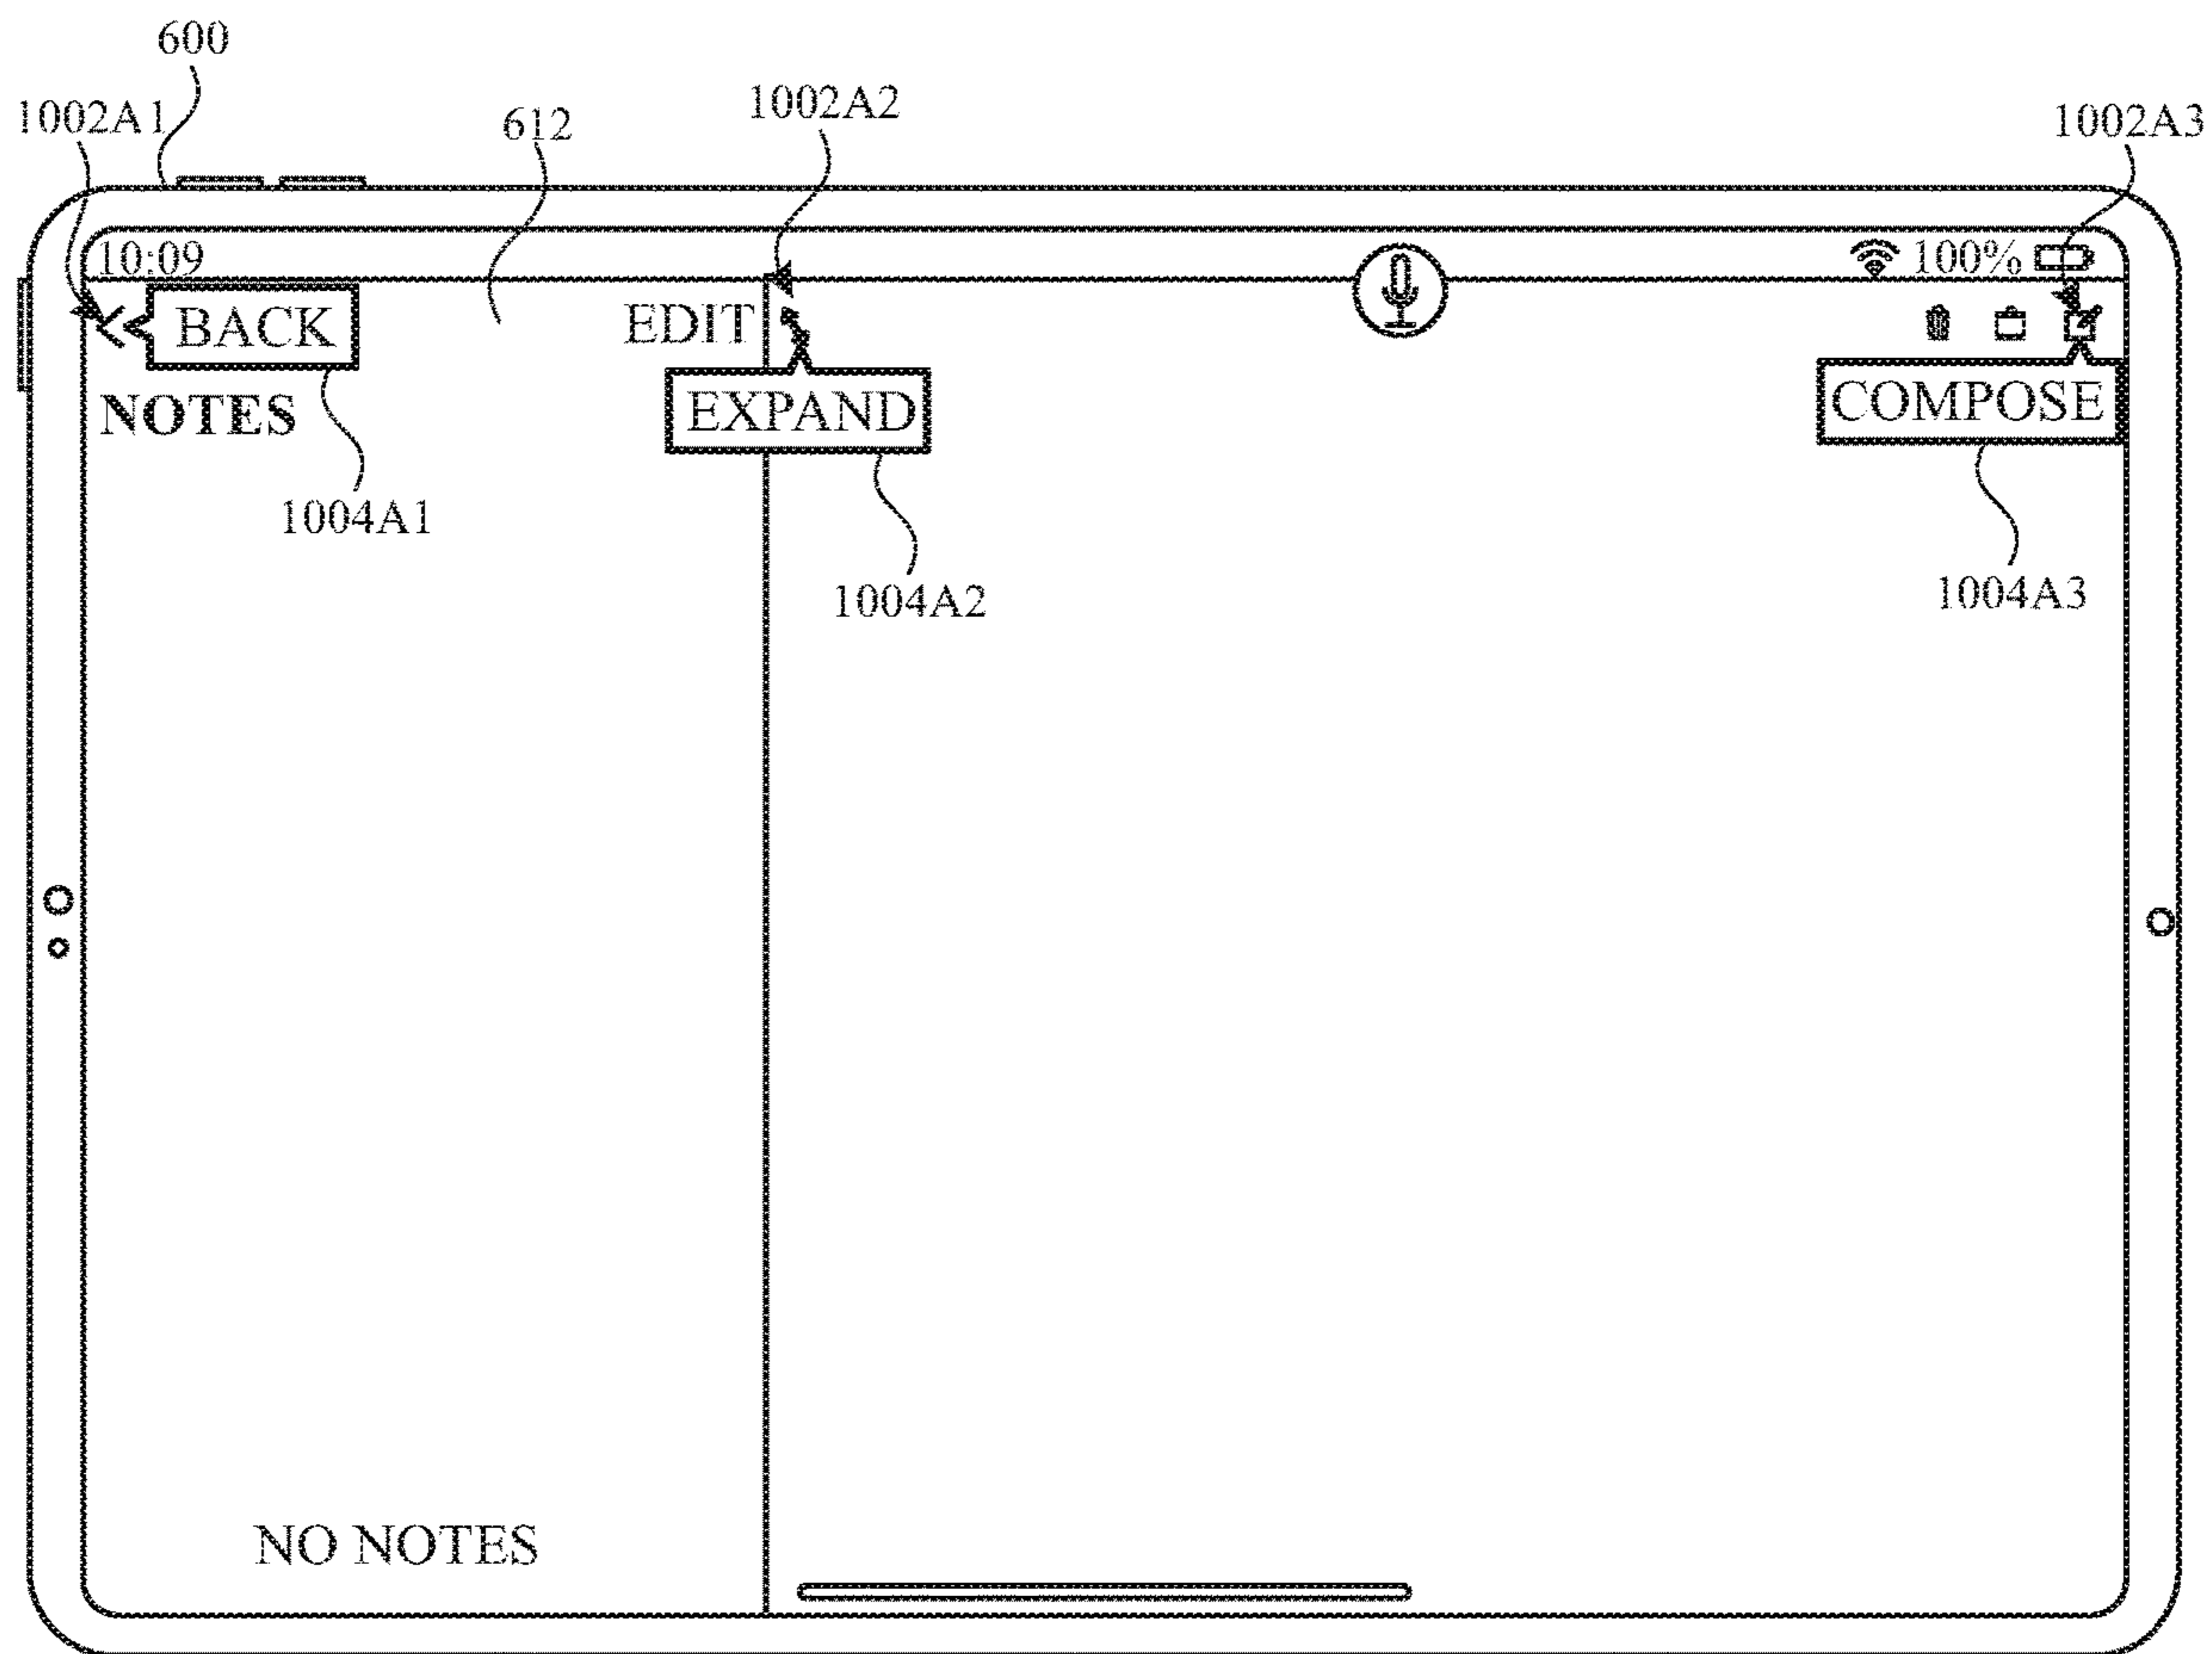 600
1002A1
612
1002A2
1002A3
10:09
100%
BACK
EDIT
NOTES
EXPAND
COMPOSE
1004A1
1004A2
1004A3
NO NOTES